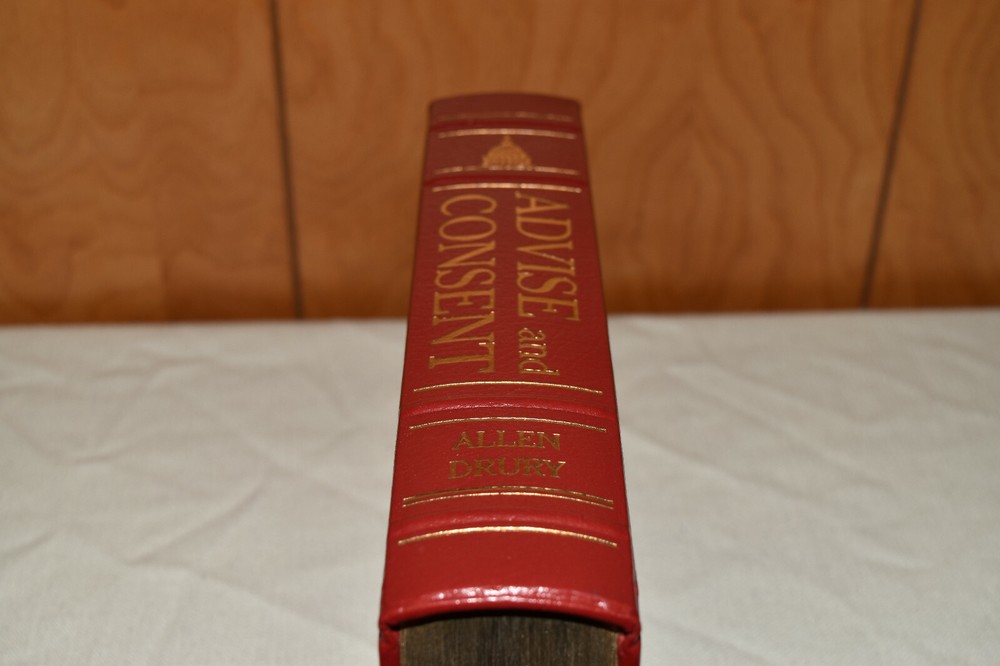 ADVISE and
CONSENT
ALLEN
DRURY